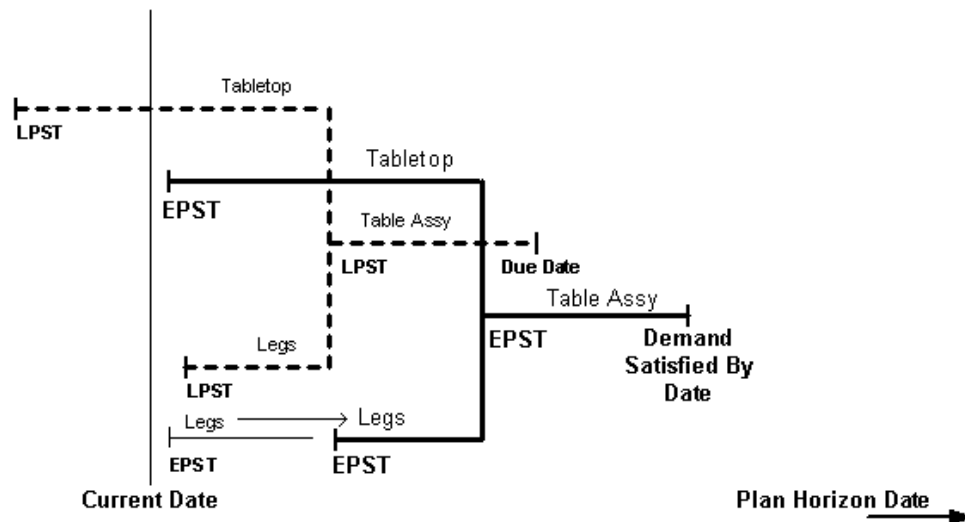 Tabletop
LPST
Tabletop
EPST
Table Assy
LPST
Due Date
Table Assy
EPST
Demand
Satisfied By
Date
Legs
LPST
Legs
Legs
EPST
EPST
Current Date
Plan Horizon Date